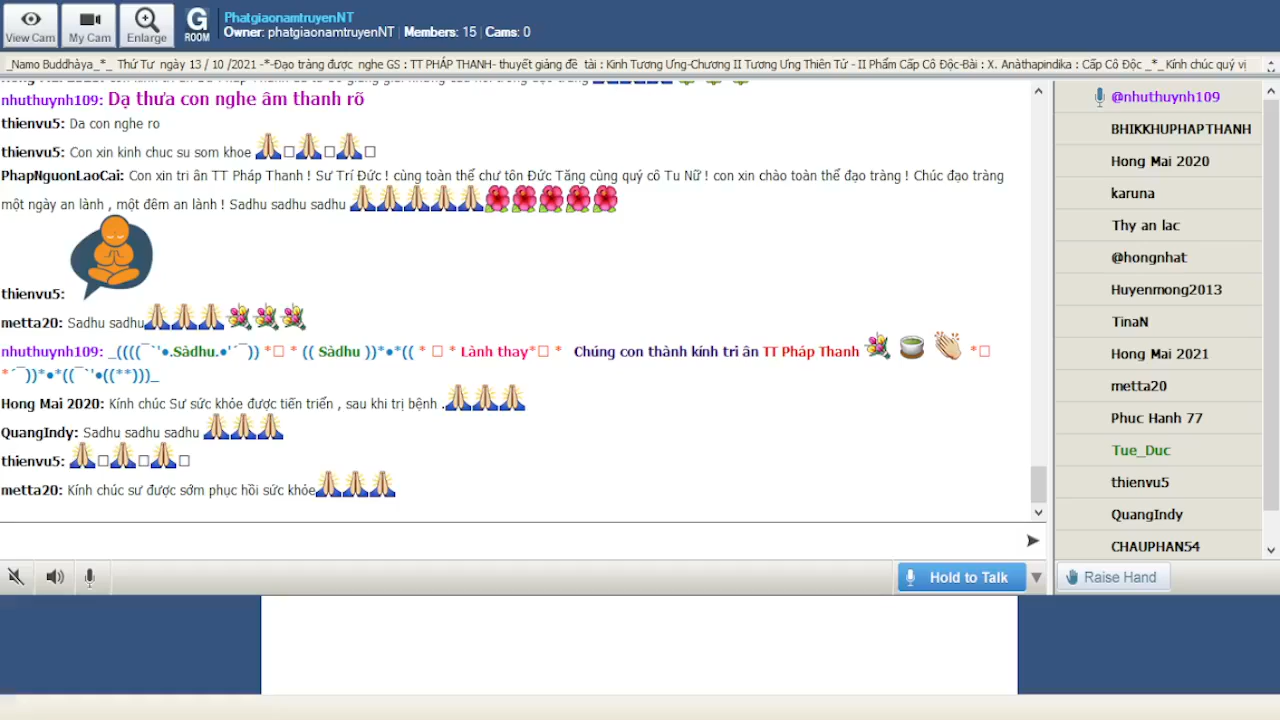 View Cam
My Cam
Enlarge
G
ROOM
PhatgiaonamtruyenNT
Owner: phatgiaonamtruyenNT | Members: 15 | Cams: 0
_Namo Buddhàya_*_ Thứ Tư ngày 13 / 10 /2021 -*-Đạo tràng được nghe GS : TT PHÁP THANH- thuyết giảng đề tài : Kinh Tương Ưng-Chương II Tương Ưng Thiên Tử - II Phẩm Cấp Cô Độc-Bài : X. Anàthapindika : Cấp Cô Độc _*_Kính chúc quý vị
nhuthuynh109: Dạ thưa con nghe âm thanh rõ
thienvu5: Da con nghe ro
thienvu5: Con xin kinh chuc su som khoe 🙏🏻🙏🏻🙏🏻
PhapNguonLaoCai: Con xin tri ân TT Pháp Thanh ! Sư Trí Đức ! cùng toàn thể chư tôn Đức Tăng cùng quý cô Tu Nữ ! con xin chào toàn thể đạo tràng ! Chúc đạo tràng
một ngày an lành , một đêm an lành ! Sadhu sadhu sadhu
thienvu5:
metta20: Sadhu sadhu
nhuthuynh109: _((((¯`'•.Sàdhu.•'´¯)) *□ * (( Sàdhu ))*•*(( * □ * Lành thay*□ * Chúng con thành kính tri ân TT Pháp Thanh *□
*´¯))*•*((¯`'•((**)))_
Hong Mai 2020: Kính chúc Sư sức khỏe được tiến triển , sau khi trị bệnh .
QuangIndy: Sadhu sadhu sadhu
thienvu5:
metta20: Kính chúc sư được sớm phục hồi sức khỏe
@nhuthuynh109
BHIKKHUPHAPTHANH
Hong Mai 2020
karuna
Thy an lac
@hongnhat
Huyenmong2013
TinaN
Hong Mai 2021
metta20
Phuc Hanh 77
Tue_Duc
thienvu5
QuangIndy
CHAUPHAN54
Hold to Talk
Raise Hand